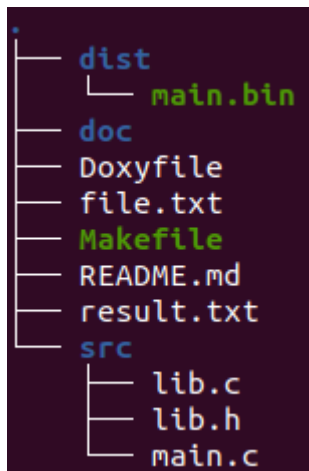 .
├── dist
│   └── main.bin
├── doc
├── Doxyfile
├── file.txt
├── Makefile
├── README.md
├── result.txt
└── src
    ├── lib.c
    ├── lib.h
    └── main.c